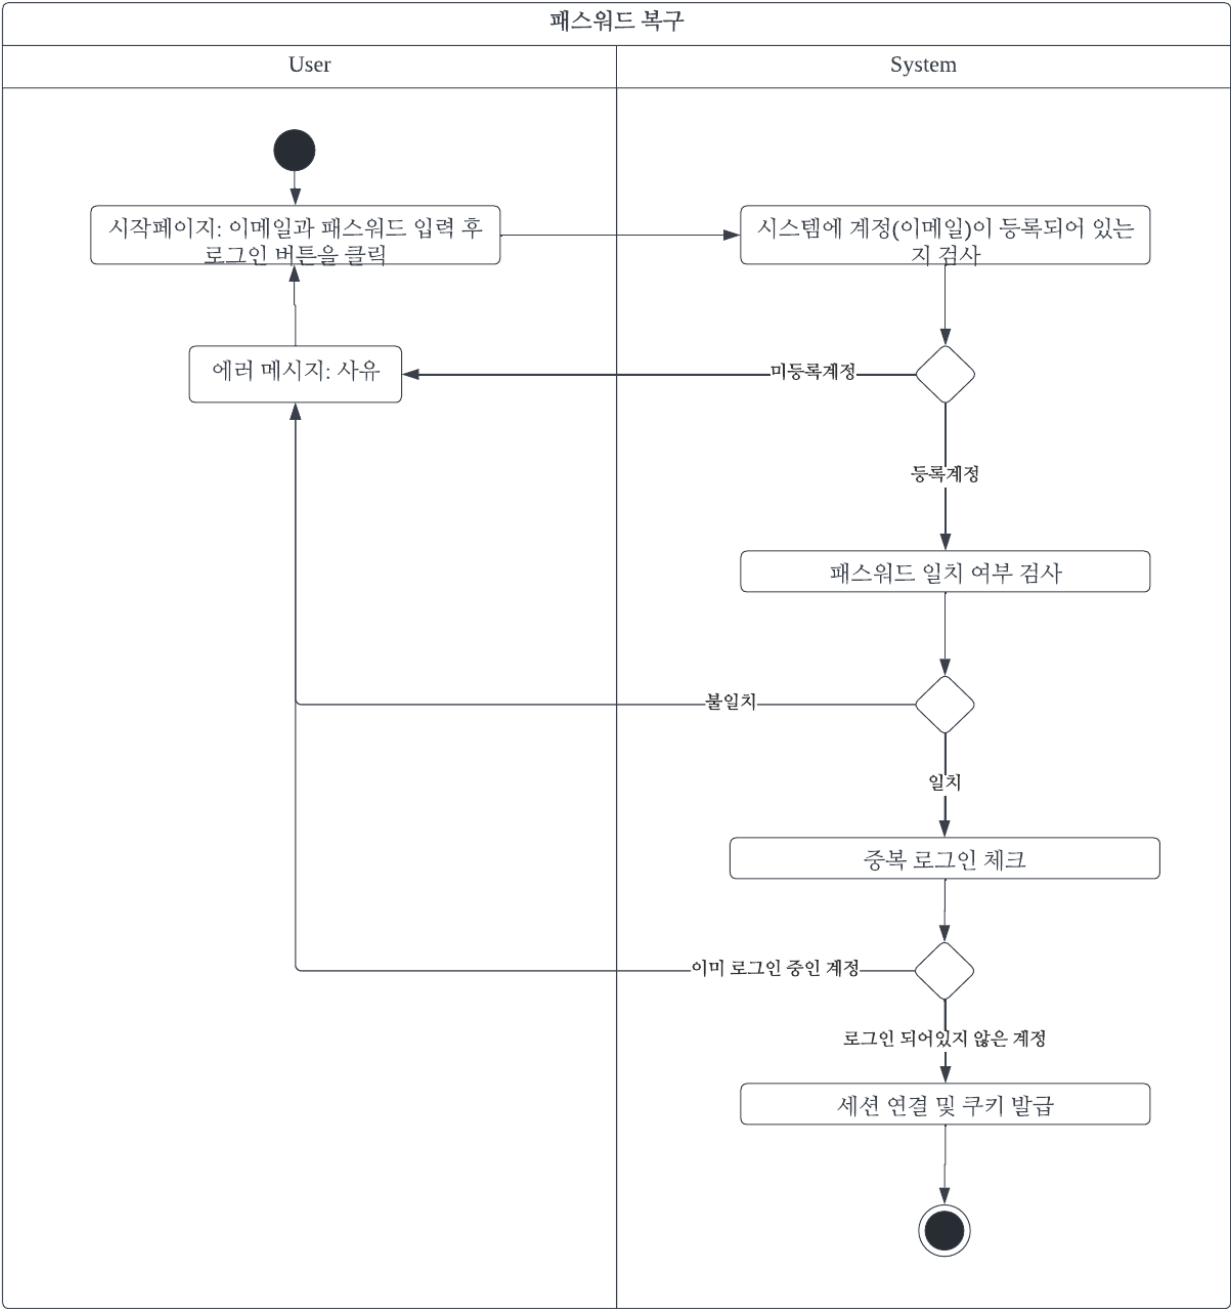 패스워드 복구
User
System
시작페이지: 이메일과 패스워드 입력 후
로그인 버튼을 클릭
시스템에 계정(이메일)이 등록되어 있는
지 검사
에러 메시지: 사유
미등록계정
등록계정
패스워드 일치 여부 검사
불일치
일치
중복 로그인 체크
이미 로그인 중인 계정
로그인 되어있지 않은 계정
세션 연결 및 쿠키 발급